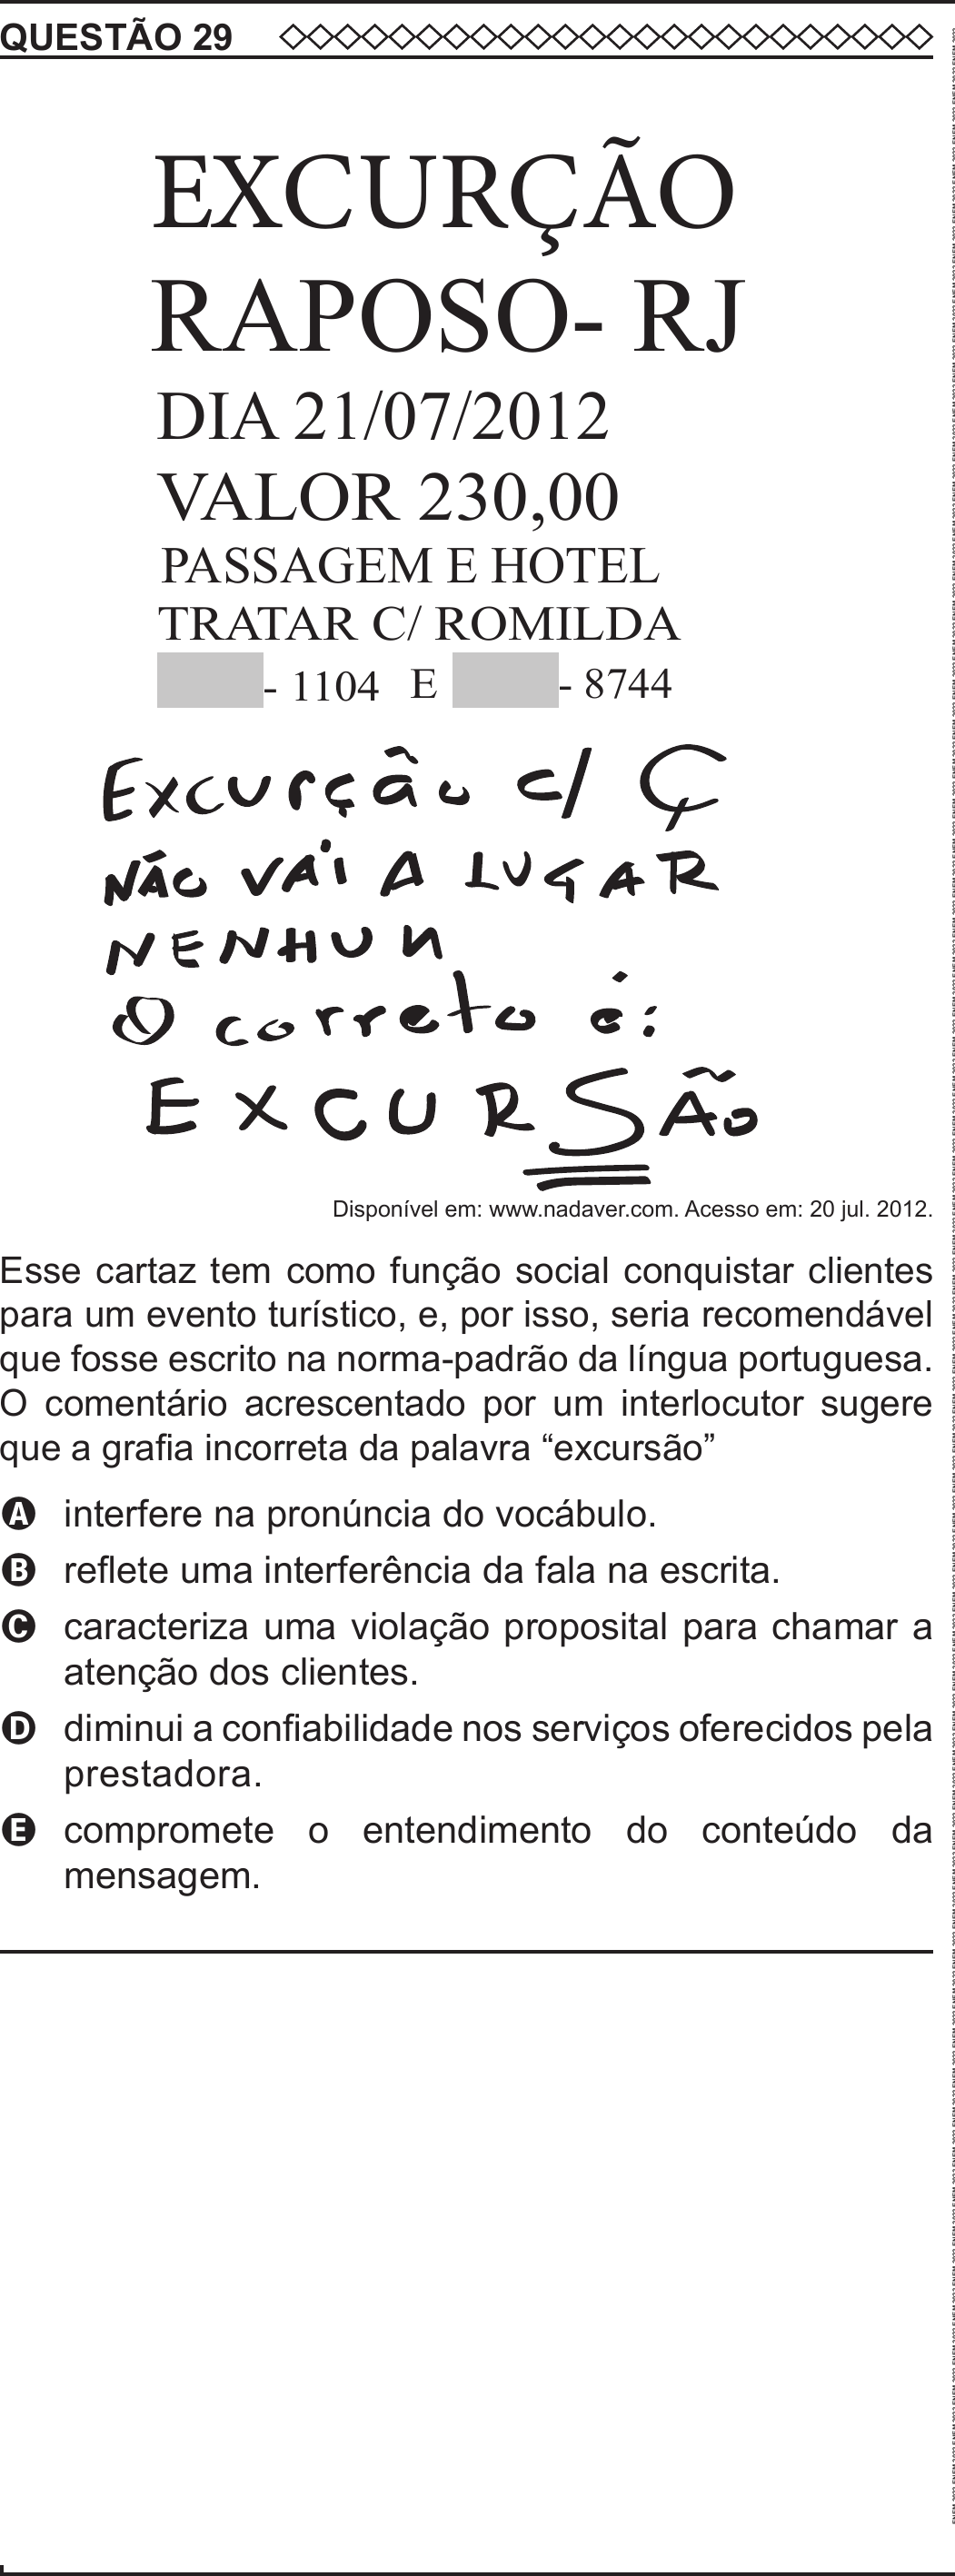 QUESTÃO 29
EXCURÇÃO
RAPOSO- RJ
DIA 21/07/2012
VALOR 230,00
PASSAGEM E HOTEL
TRATAR C/ ROMILDA
- 1104 E - 8744
Excurçâo c/ Ç
NÃO VAI A LUGAR
NENHUM
O correto é:
EXCURSÃO
Disponível em: www.nadaver.com. Acesso em: 20 jul. 2012.
Esse cartaz tem como função social conquistar clientes
para um evento turístico, e, por isso, seria recomendável
que fosse escrito na norma-padrão da língua portuguesa.
O comentário acrescentado por um interlocutor sugere
que a grafia incorreta da palavra “excursão”
A interfere na pronúncia do vocábulo.
B reflete uma interferência da fala na escrita.
C caracteriza uma violação proposital para chamar a
atenção dos clientes.
D diminui a confiabilidade nos serviços oferecidos pela
prestadora.
E compromete o entendimento do conteúdo da
mensagem.